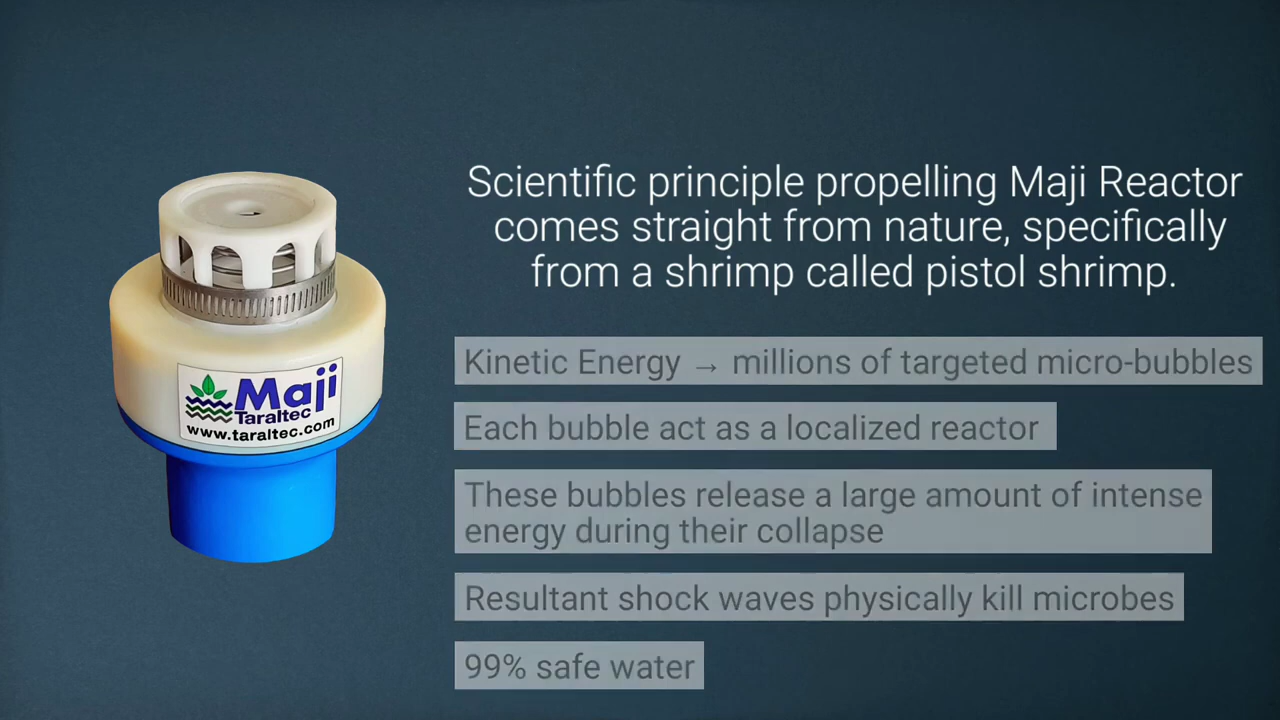 Scientific principle propelling Maji Reactor
comes straight from nature, specifically
from a shrimp called pistol shrimp.
Kinetic Energy → millions of targeted micro-bubbles
Each bubble act as a localized reactor
These bubbles release a large amount of intense
energy during their collapse
Resultant shock waves physically kill microbes
99% safe water
Maji
Taraltec
www.taraltec.com